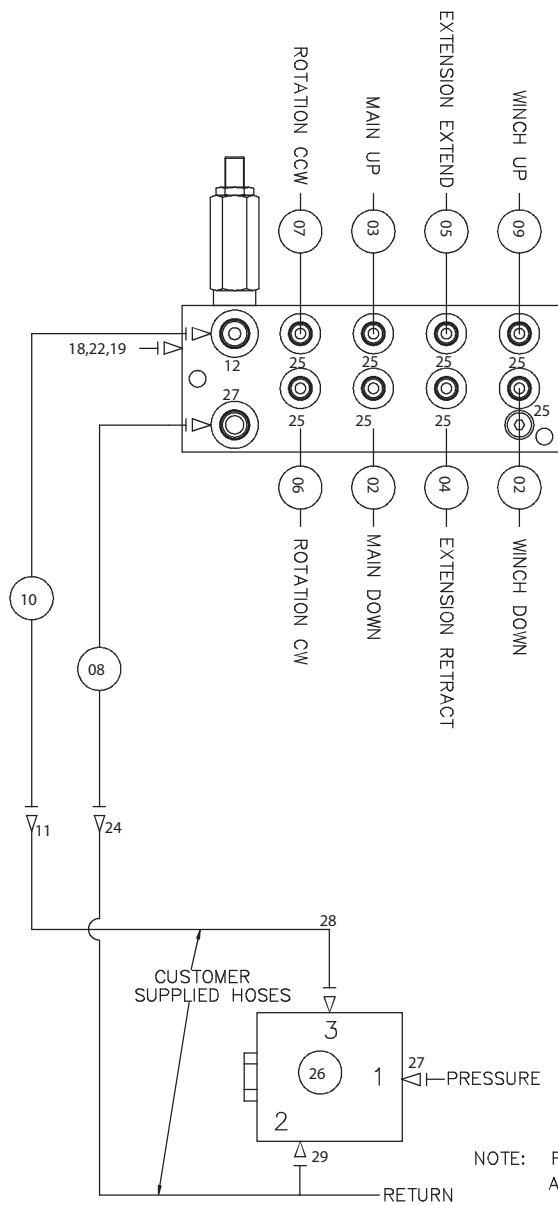 ROTATION CCW
MAIN UP
EXTENSION EXTEND
WINCH UP
07
03
05
09
18,22,19
12
25
25
25
25
27
25
25
25
25
06
02
04
02
ROTATION CW
MAIN DOWN
EXTENSION RETRACT
WINCH DOWN
10
08
11
24
28
CUSTOMER
SUPPLIED HOSES
3
26
1
27
PRESSURE
2
29
NOTE:
RETURN